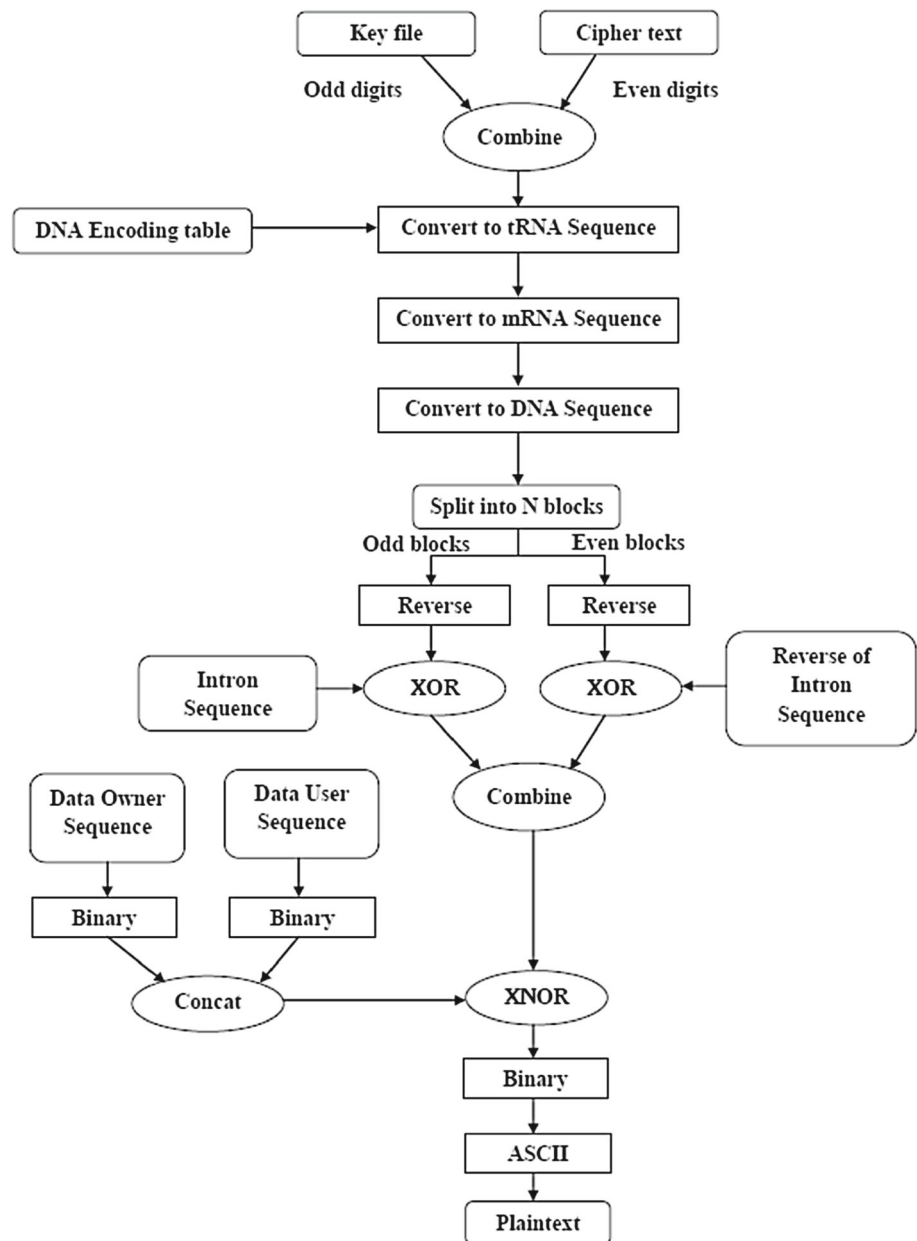 Key file
Cipher text
Odd digits
Even digits
Combine
DNA Encoding table
Convert to tRNA Sequence
Convert to mRNA Sequence
Convert to DNA Sequence
Split into N blocks
Odd blocks
Even blocks
Reverse
Reverse
Intron
Sequence
XOR
XOR
Reverse of
Intron
Sequence
Data Owner
Sequence
Data User
Sequence
Combine
Binary
Binary
Concat
XNOR
Binary
ASCII
Plaintext